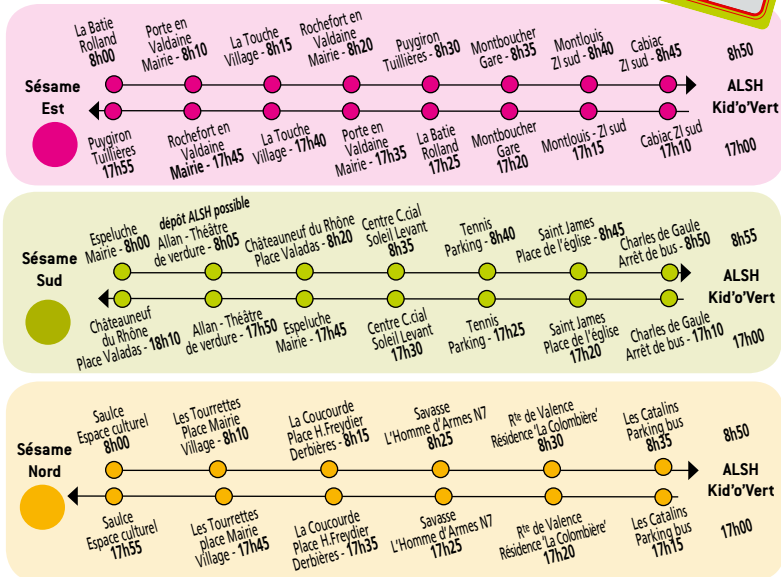 Sésame
Est
La Batie
Rolland
8h00
Porte en
Valdaine
Mairie - 8h10
La Touche
Village - 8h15
Rochefort en
Valdaine
Mairie - 8h20
Puygiron
Tuillières - 8h30
Montboucher
Gare - 8h35
Montlouis
ZI sud - 8h40
Cabiac
ZI sud - 8h45
8h50
ALSH
Kid'o'Vert
Puygiron
Tuillières
17h55
Rochefort en
Valdaine
Mairie - 17h45
La Touche
Village - 17h40
Porte en
Valdaine
Mairie - 17h35
La Batie
Rolland
17h25
Montboucher
Gare
17h20
Montlouis - ZI sud
17h15
Cabiac ZI sud
17h10
17h00
Sésame
Sud
Espeluche
Mairie - 8h00
dépôt ALSH possible
Allan - Théâtre
de verdure - 8h05
Châteauneuf du Rhône
Place Valadas - 8h20
Centre C.cial
Soleil Levant
8h35
Tennis
Parking - 8h40
Saint James
Place de l'église - 8h45
Charles de Gaule
Arrêt de bus - 8h50
8h55
ALSH
Kid'o'Vert
Châteauneuf
du Rhône
Place Valadas - 18h10
Allan - Théâtre
de verdure - 17h50
Espeluche
Mairie - 17h45
Centre C.cial
Soleil Levant
17h30
Tennis
Parking - 17h25
Saint James
Place de l'église
17h20
Charles de Gaule
Arrêt de bus - 17h10
17h00
Sésame
Nord
Saulce
Espace culturel
8h00
Les Tourrettes
Place Mairie
Village - 8h10
La Coucourde
Place H.Freydier
Derbières - 8h15
Savasse
L'Homme d'Armes N7
8h25
Rte de Valence
Résidence 'La Colombière'
8h30
Les Catalins
Parking bus
8h35
8h50
ALSH
Kid'o'Vert
Saulce
Espace culturel
17h55
Les Tourrettes
place Mairie
Village - 17h45
La Coucourde
Place H.Freydier
Derbières - 17h35
Savasse
L'Homme d'Armes N7
17h25
Rte de Valence
Résidence 'La Colombière'
17h20
Les Catalins
Parking bus
17h15
17h00